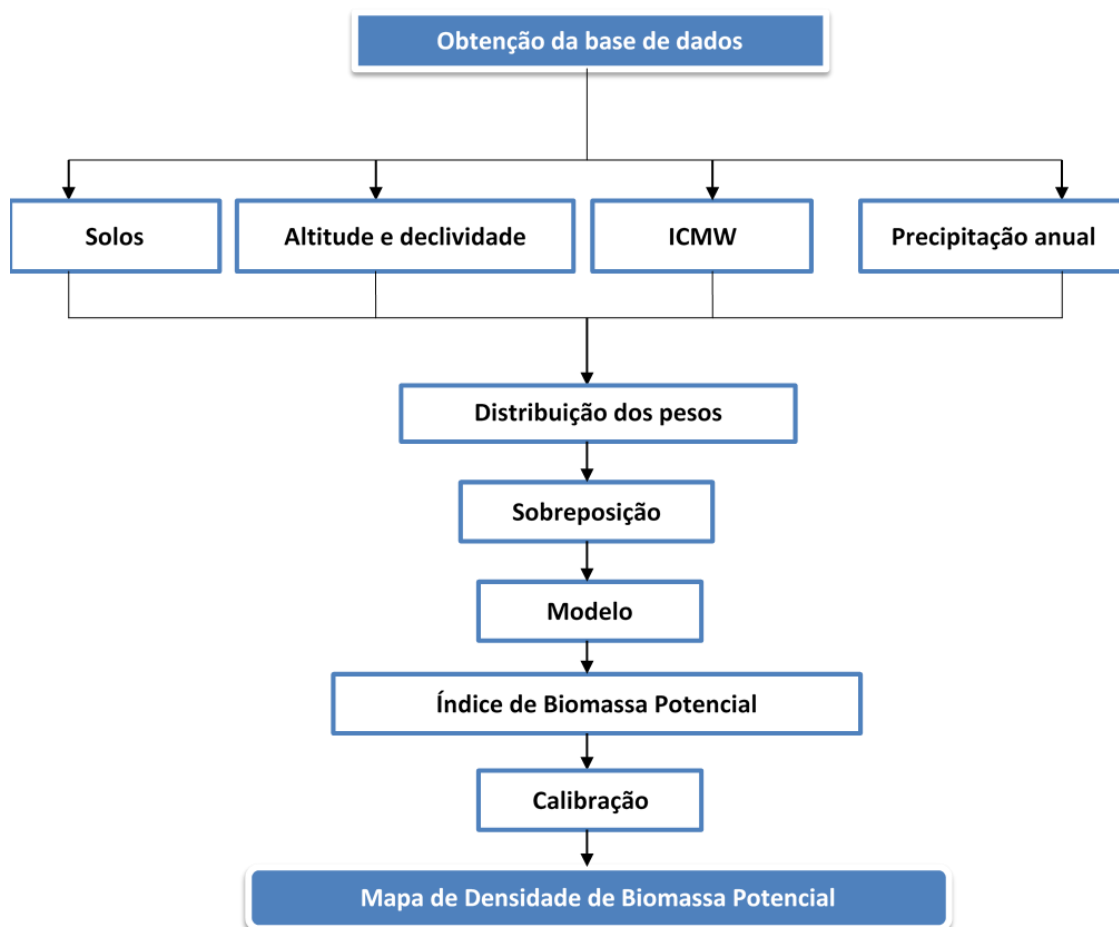 Obtenção da base de dados
Solos
Altitude e declividade
ICMW
Precipitação anual
Distribuição dos pesos
Sobreposição
Modelo
Índice de Biomassa Potencial
Calibração
Mapa de Densidade de Biomassa Potencial